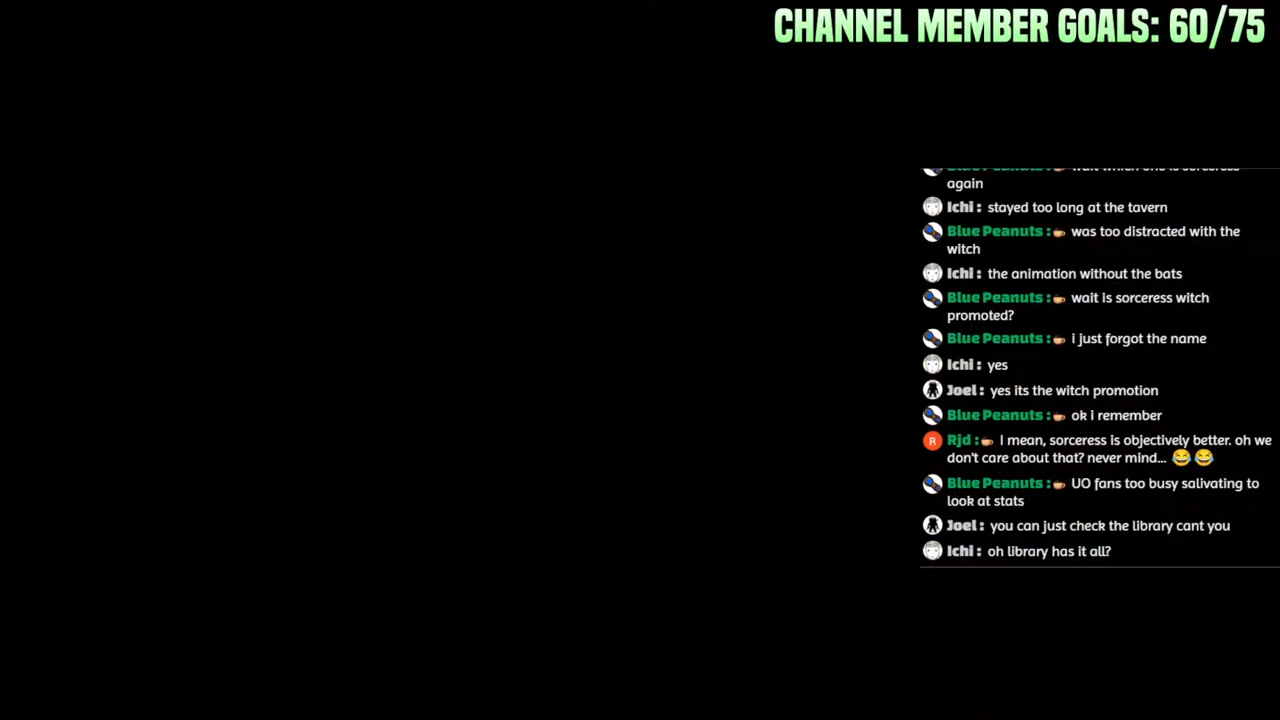 CHANNEL MEMBER GOALS: 60/75
again
Ichi : stayed too long at the tavern
Blue Peanuts : was too distracted with the
witch
Ichi : the animation without the bats
Blue Peanuts : wait is sorceress witch
promoted?
Blue Peanuts : i just forgot the name
Ichi : yes
Joel : yes its the witch promotion
Blue Peanuts : ok i remember
R Rjd : I mean, sorceress is objectively better. oh we
don't care about that? never mind... 😂😂
Blue Peanuts : UO fans too busy salivating to
look at stats
Joel : you can just check the library cant you
Ichi : oh library has it all?